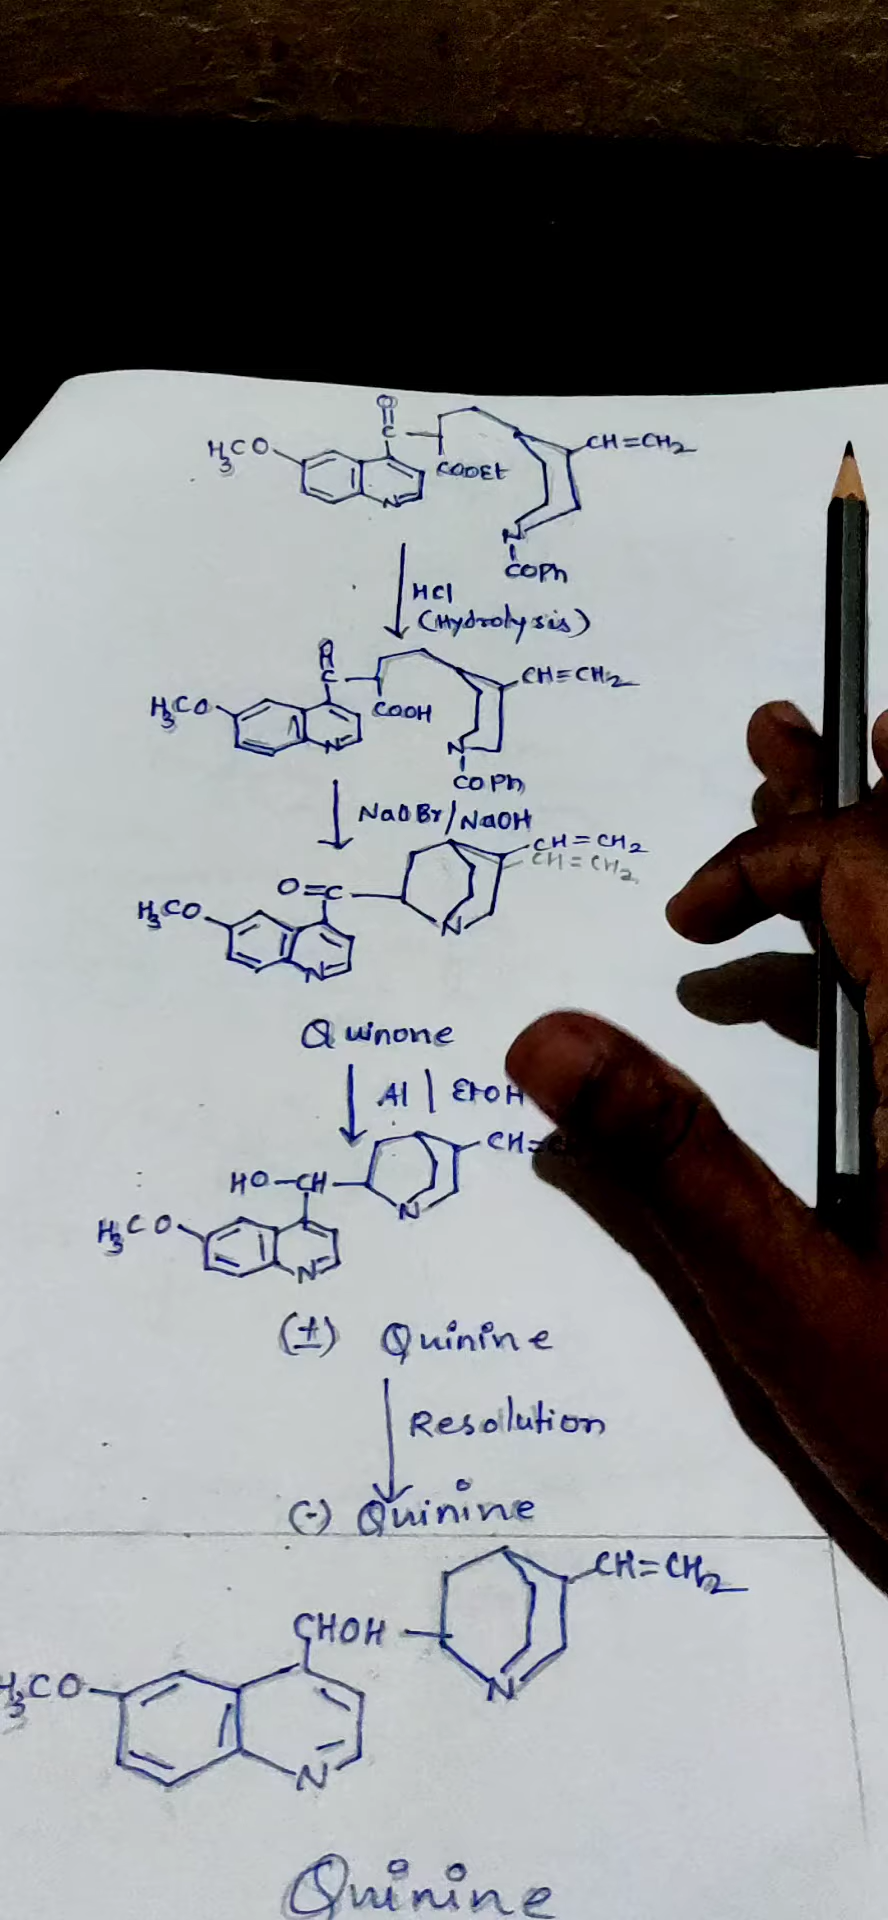 O
C
H3CO
CH=CH2
COOEt
N
N
COPh
HCl
(Hydrolysis)
C
CH=CH2
H3CO
COOH
N
N
COPh
NaOBr/NaOH
CH=CH2
CH=CH2
O=C
H3CO
N
N
Quinone
Al | EtOH
CH=
HO-CH
N
H3CO
N
(±) Quinine
Resolution
(-) Quinine
CH=CH2
CHOH
H3CO
N
N
Quinine